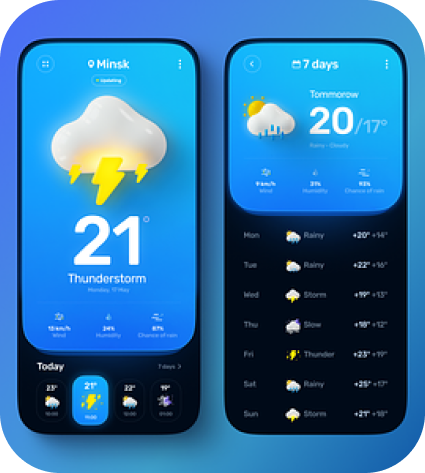 Minsk
Updating
21°
Thunderstorm
Monday, 17 May
13 km/h
24%
87%
Wind
Humidity
Chance of rain
Today
7 days >
23°
21°
22°
19°
10:00
11:00
12:00
01:00
7 days
Tommorow
20/17°
Rainy - Cloudy
9 km/h
31%
93%
Wind
Humidity
Chance of rain
Mon Rainy +20° +14°
Tue Rainy +22° +16°
Wed Storm +19° +13°
Thu Slow +18° +12°
Fri Thunder +23° +19°
Sat Rainy +25° +17°
Sun Storm +21° +18°